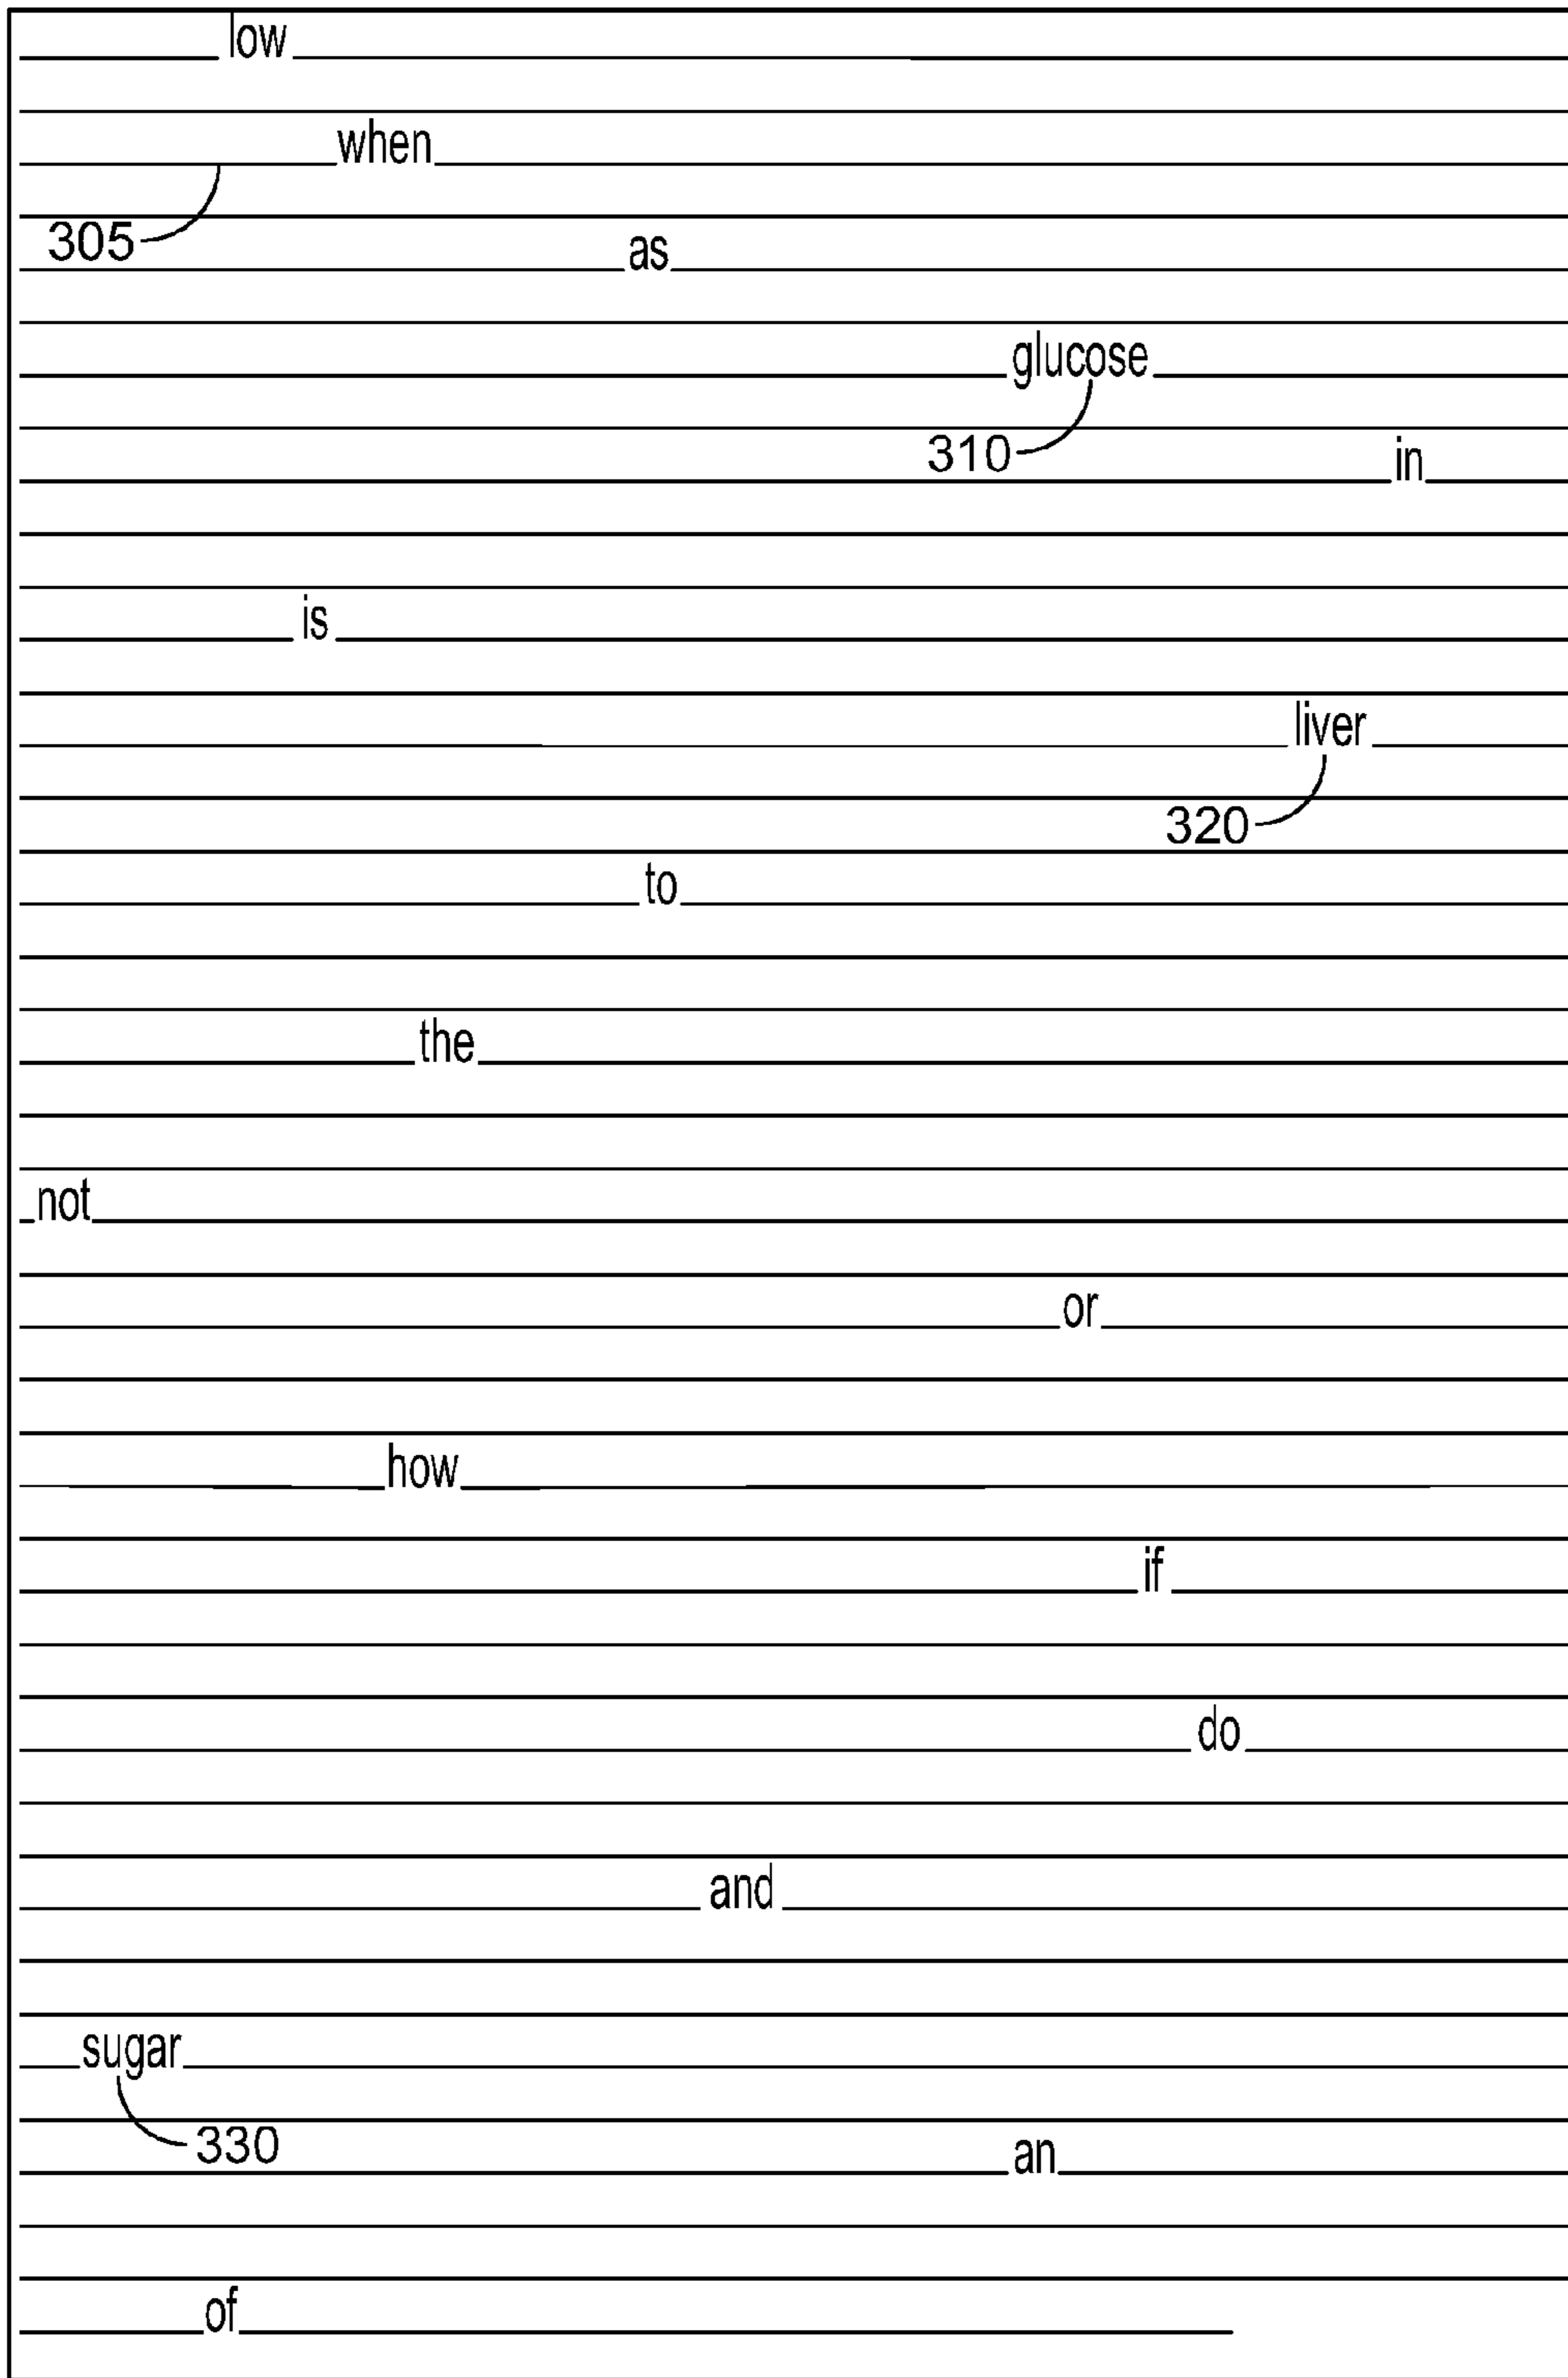 low
when
305
as
glucose
310
in
is
liver
320
to
the
not
or
how
if
do
and
sugar
330
an
of